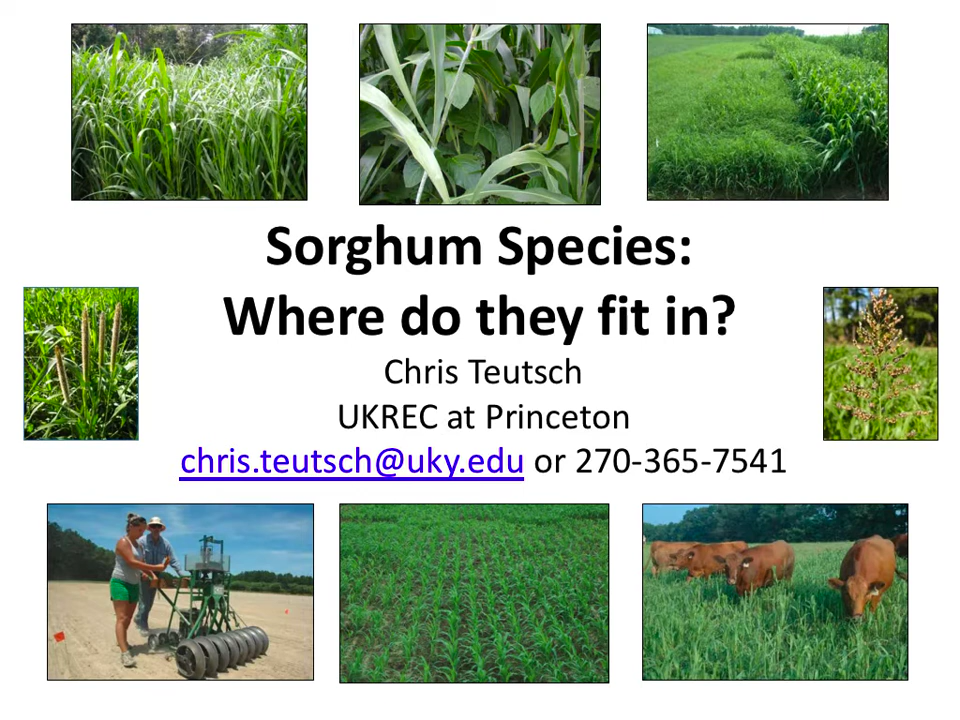 Sorghum Species:
Where do they fit in?
Chris Teutsch
UKREC at Princeton
chris.teutsch@uky.edu or 270-365-7541